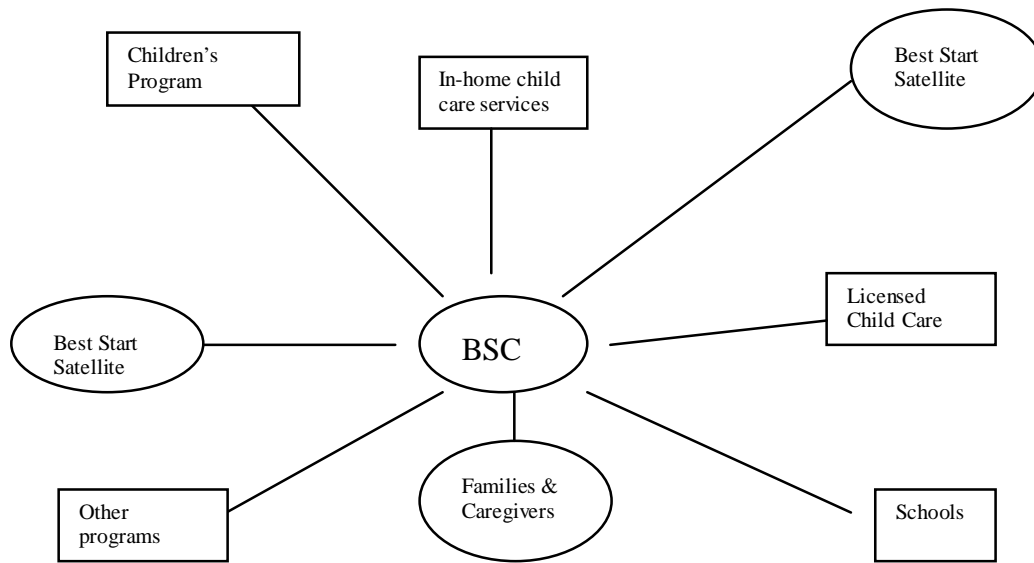 Children’s
Program
In-home child
care services
Best Start
Satellite
Best Start
Satellite
BSC
Licensed
Child Care
Other
programs
Families &
Caregivers
Schools